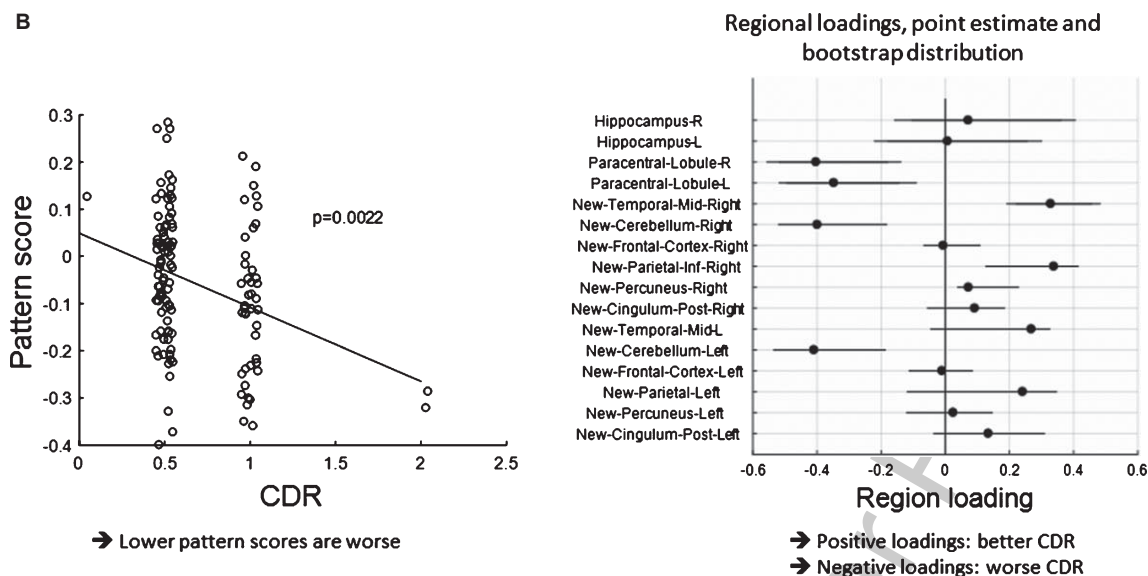 B
Regional loadings, point estimate and
bootstrap distribution
0.3
0.2
0.1
0
-0.1
-0.2
-0.3
-0.4
Pattern score
p=0.0022
0
0.5
1
1.5
2
2.5
CDR
➔ Lower pattern scores are worse
Hippocampus-R
Hippocampus-L
Paracentral-Lobule-R
Paracentral-Lobule-L
New-Temporal-Mid-Right
New-Cerebellum-Right
New-Frontal-Cortex-Right
New-Parietal-Inf-Right
New-Percuneus-Right
New-Cingulum-Post-Right
New-Temporal-Mid-L
New-Cerebellum-Left
New-Frontal-Cortex-Left
New-Parietal-Left
New-Percuneus-Left
New-Cingulum-Post-Left
-0.6
-0.4
-0.2
0
0.2
0.4
0.6
Region loading
➔ Positive loadings: better CDR
➔ Negative loadings: worse CDR